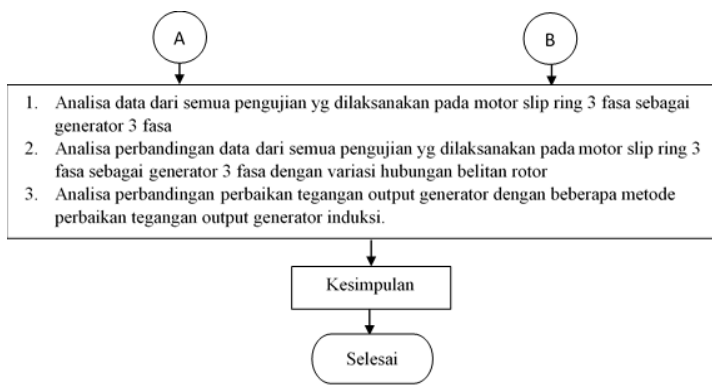 A
B
1. Analisa data dari semua pengujian yg dilaksanakan pada motor slip ring 3 fasa sebagai
generator 3 fasa
2. Analisa perbandingan data dari semua pengujian yg dilaksanakan pada motor slip ring 3
fasa sebagai generator 3 fasa dengan variasi hubungan belitan rotor
3. Analisa perbandingan perbaikan tegangan output generator dengan beberapa metode
perbaikan tegangan output generator induksi.
Kesimpulan
Selesai